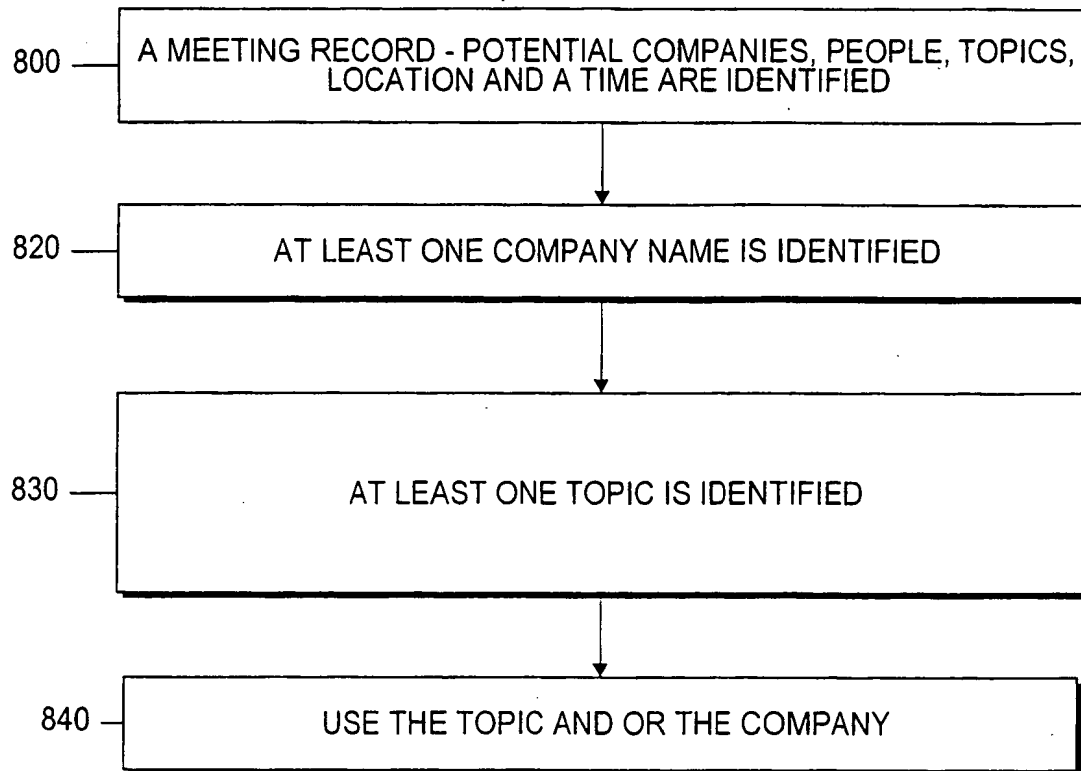 800
A MEETING RECORD - POTENTIAL COMPANIES, PEOPLE, TOPICS,
LOCATION AND A TIME ARE IDENTIFIED
820
AT LEAST ONE COMPANY NAME IS IDENTIFIED
830
AT LEAST ONE TOPIC IS IDENTIFIED
840
USE THE TOPIC AND OR THE COMPANY